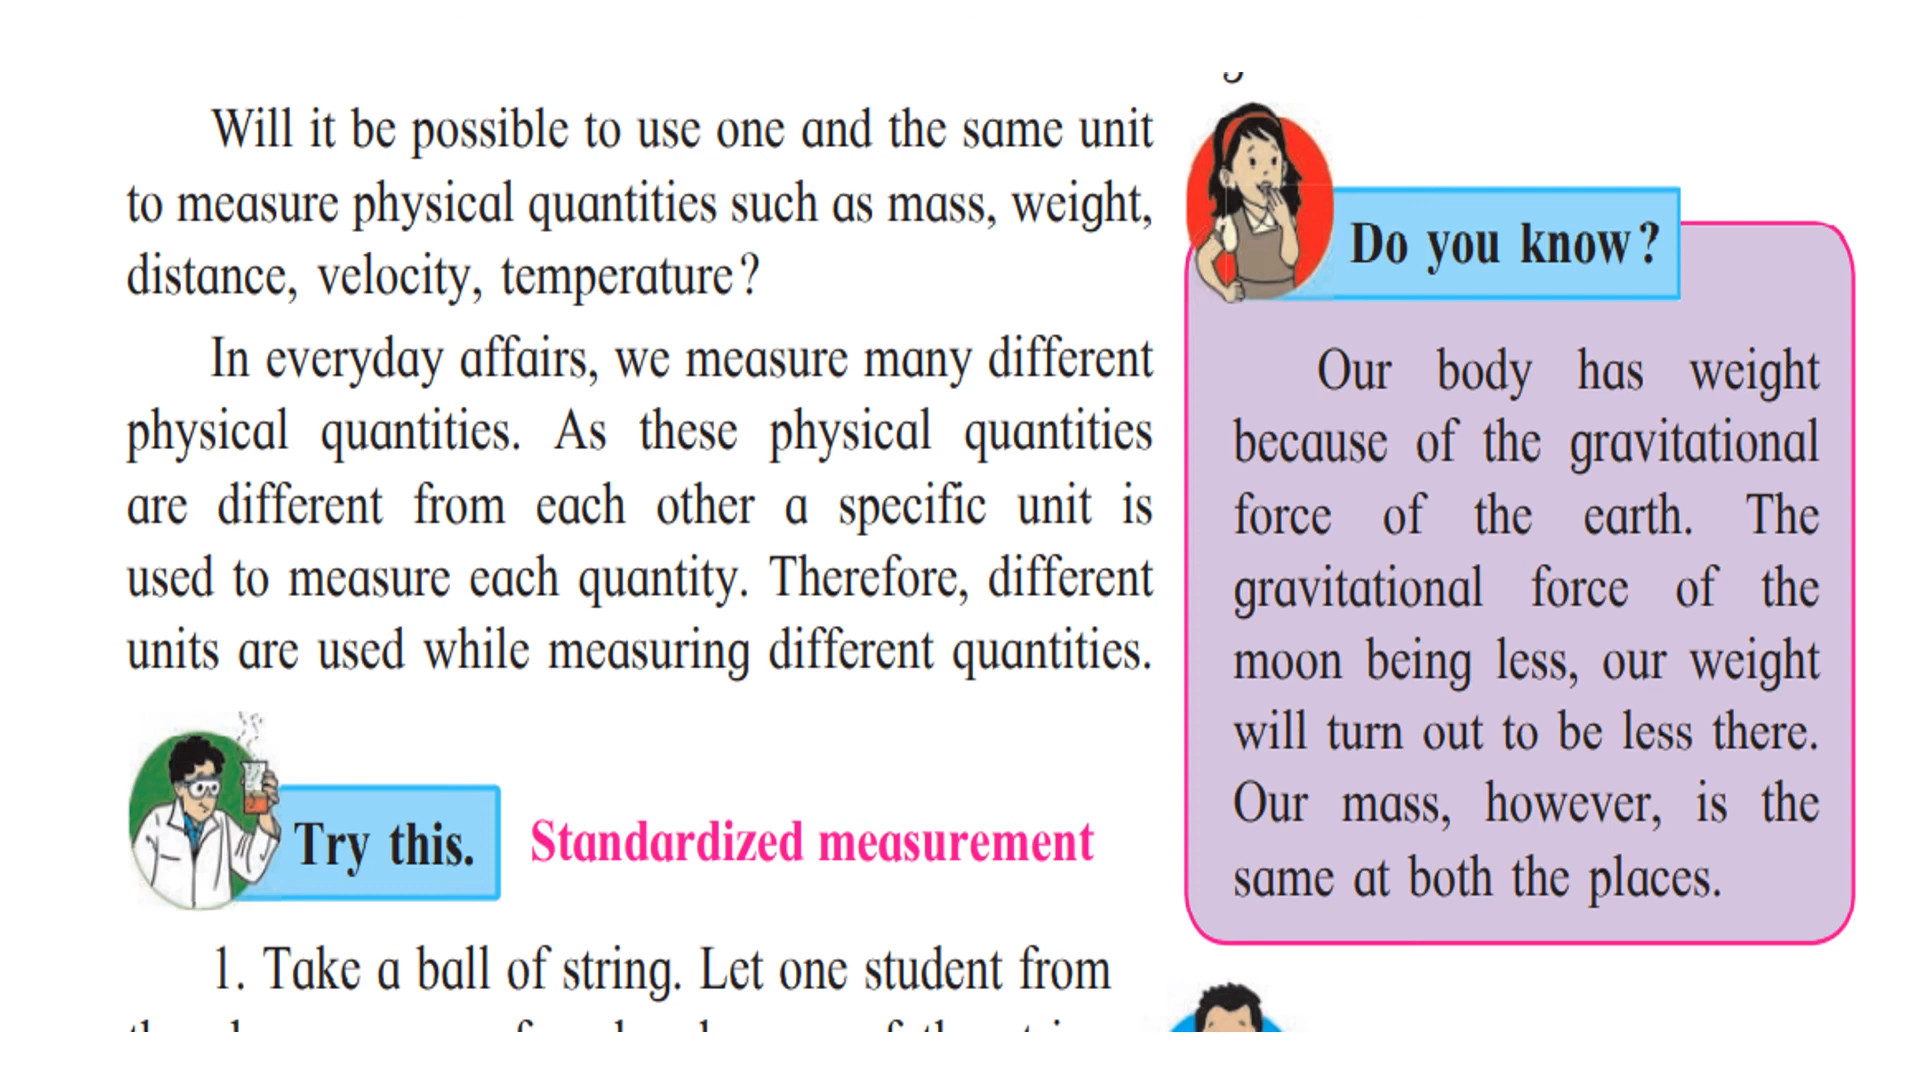 Will it be possible to use one and the same unit
to measure physical quantities such as mass, weight,
distance, velocity, temperature?
In everyday affairs, we measure many different
physical quantities. As these physical quantities
are different from each other a specific unit is
used to measure each quantity. Therefore, different
units are used while measuring different quantities.
Try this.
Standardized measurement
1. Take a ball of string. Let one student from
Do you know?
Our body has weight
because of the gravitational
force of the earth. The
gravitational force of the
moon being less, our weight
will turn out to be less there.
Our mass, however, is the
same at both the places.